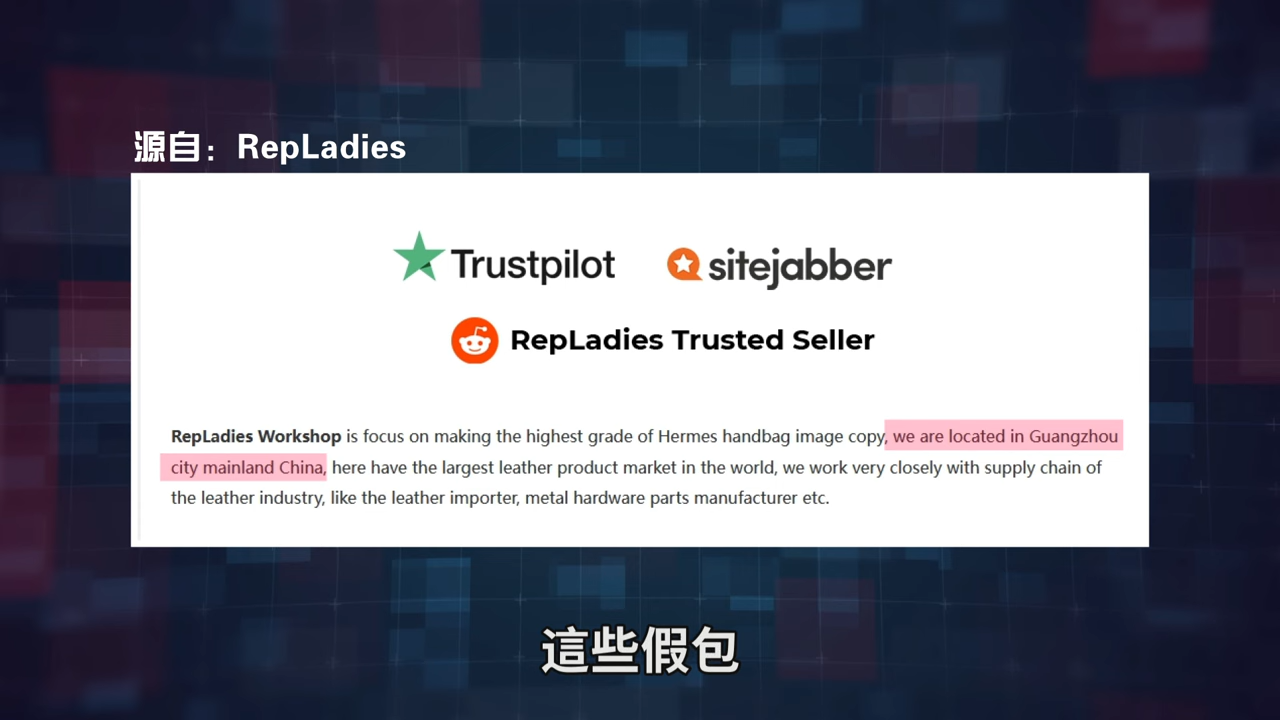 源自：RepLadies
Trustpilot
sitejabber
RepLadies Trusted Seller
RepLadies Workshop is focus on making the highest grade of Hermes handbag image copy, we are located in Guangzhou
city mainland China, here have the largest leather product market in the world, we work very closely with supply chain of
the leather industry, like the leather importer, metal hardware parts manufacturer etc.
這些假包